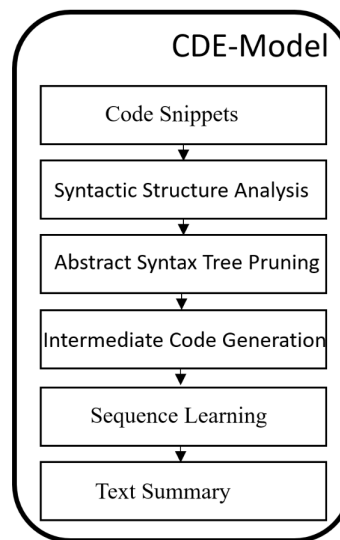 CDE-Model
Code Snippets
Syntactic Structure Analysis
Abstract Syntax Tree Pruning
Intermediate Code Generation
Sequence Learning
Text Summary